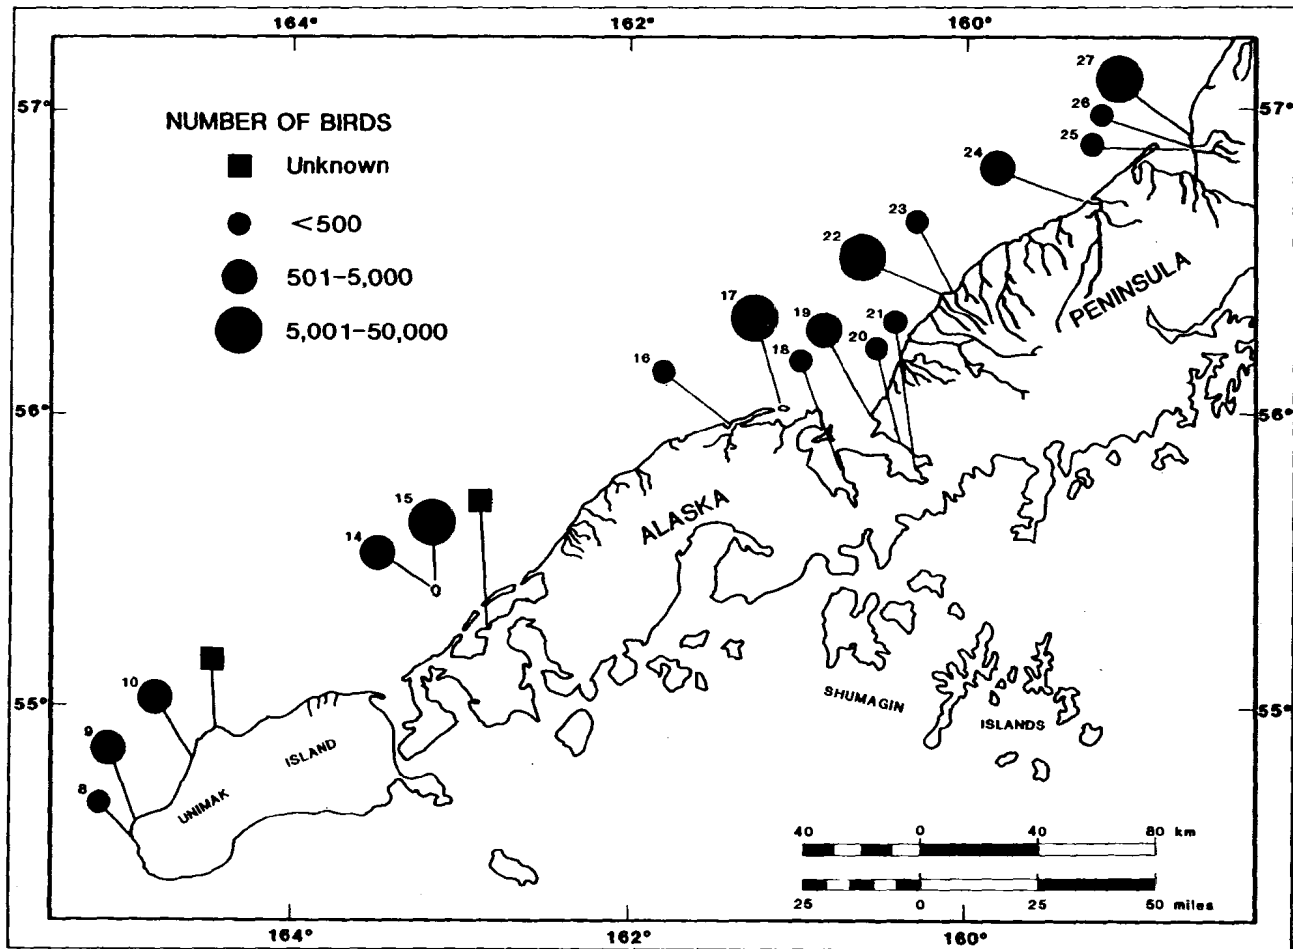 164° 162° 160°
27
57° 57°
26
NUMBER OF BIRDS
25
Unknown
24
<500
23
22
501-5,000
PENINSULA
17
19
21
5,001-50,000
18
20
16
56° 56°
15
ALASKA
14
10
SHUMAGIN
55° 55°
ISLANDS
9
ISLAND
8
UNIMAK
40 0 40 80 km
25 0 25 50 miles
164° 162° 160°